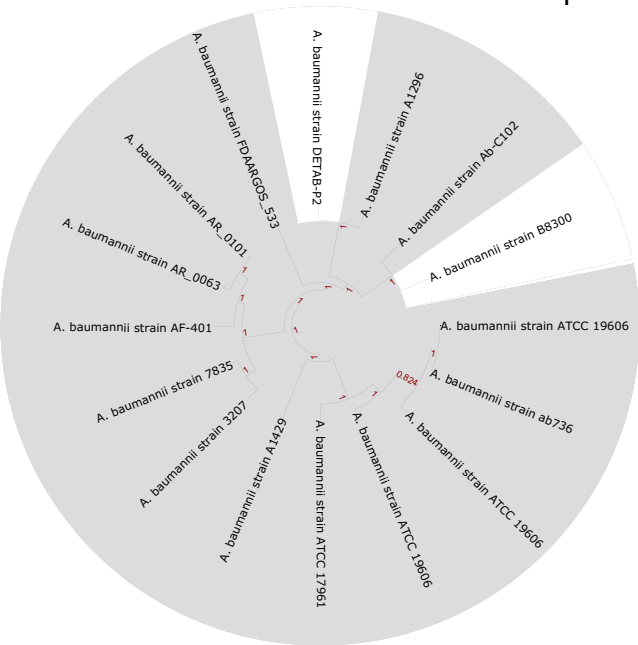 A. baumannii strain DETAB-P2
A. baumannii strain A1296
A. baumannii strain Ab-C102
A. baumannii strain B8300
A. baumannii strain ATCC 19606
A. baumannii strain ab736
A. baumannii strain ATCC 19606
A. baumannii strain ATCC 19606
A. baumannii strain ATCC 17961
A. baumannii strain A1429
A. baumannii strain 3207
A. baumannii strain 7835
A. baumannii strain AF-401
A. baumannii strain AR_0063
A. baumannii strain AR_0101
A. baumannii strain FDAARGOS_533
1
1
1
1
1
1
1
1
1
1
1
1
1
1
0.824